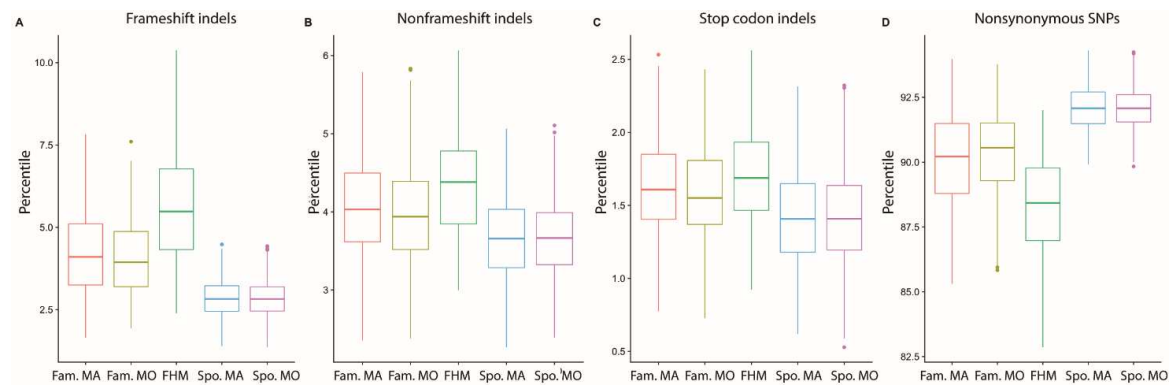 A Frameshift indels
Percentile
10.0
7.5
5.0
2.5
Fam. MA Fam. MO FHM Spo. MA Spo. MO
B Nonframeshift indels
Percentile
6
5
4
3
Fam. MA Fam. MO FHM Spo. MA Spo.'MO
C Stop codon indels
Percentile
2.5
2.0
1.5
1.0
0.5
Fam. MA Fam. MO FHM Spo. MA Spo. MO
D Nonsynonymous SNPs
Percentile
92.5
90.0
87.5
85.0
82.5
Fam. MA Fam. MO FHM Spo. MA Spo. MO